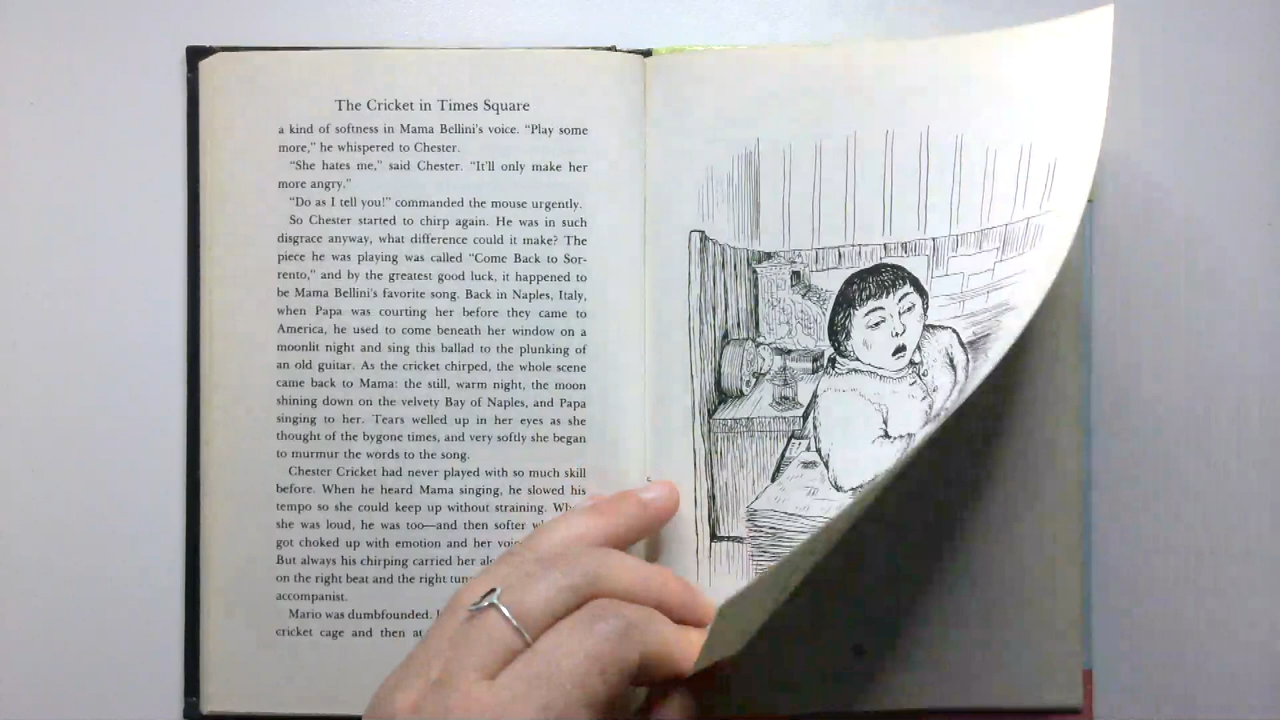 The Cricket in Times Square
a kind of softness in Mama Bellini's voice. “Play some
more,” he whispered to Chester.
“She hates me,” said Chester. “It'll only make her
more angry.”
“Do as I tell you!” commanded the mouse urgently.
So Chester started to chirp again. He was in such
disgrace anyway, what difference could it make? The
piece he was playing was called “Come Back to Sor-
rento,” and by the greatest good luck, it happened to
be Mama Bellini's favorite song. Back in Naples, Italy,
when Papa was courting her before they came to
America, he used to come beneath her window on a
moonlit night and sing this ballad to the plunking of
an old guitar. As the cricket chirped, the whole scene
came back to Mama: the still, warm night, the moon
shining down on the velvety Bay of Naples, and Papa
singing to her. Tears welled up in her eyes as she
thought of the bygone times, and very softly she began
to murmur the words to the song.
Chester Cricket had never played with so much skill
before. When he heard Mama singing, he slowed his
tempo so she could keep up without straining.
she was loud, he was too—and then softer
got choked up with emotion and her
But always his chirping carried her
on the right beat and the right
accompanist.
Mario was dumbfounded.
cricket cage and then at